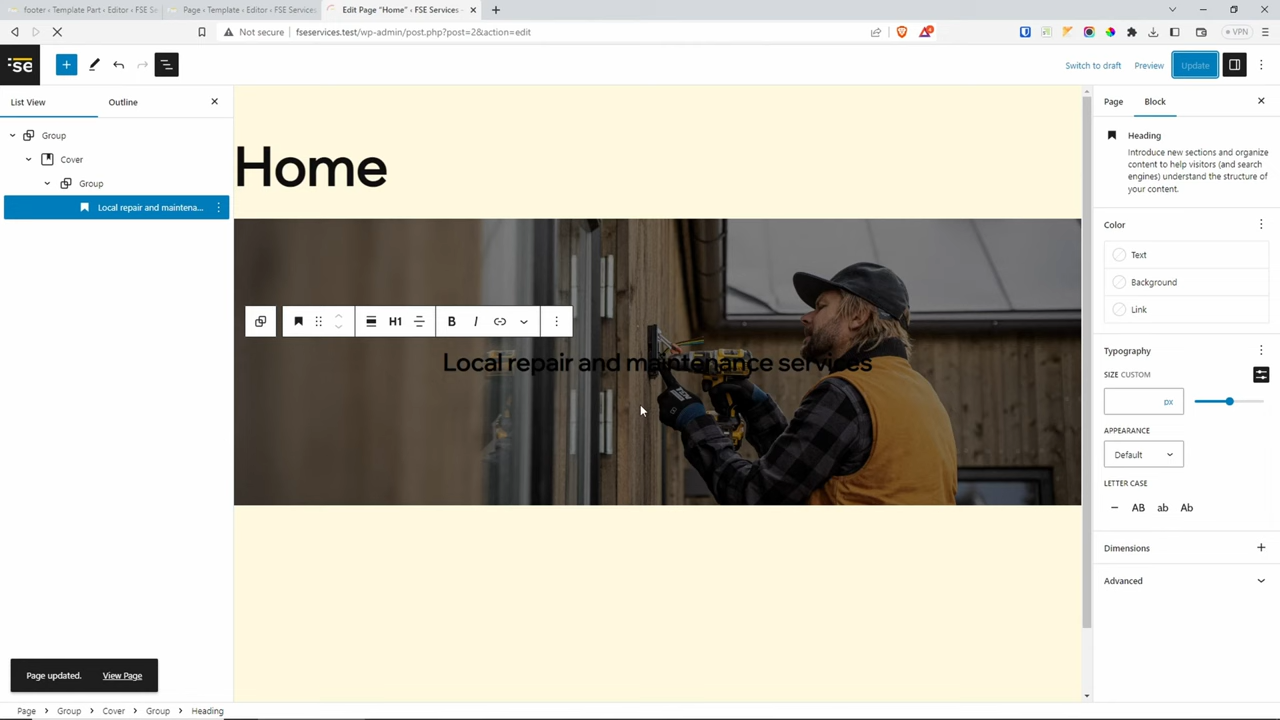 footer ‹ Template Part ‹ Editor ‹ FSE Se
Page ‹ Template ‹ Editor ‹ FSE Services
Edit Page "Home" ‹ FSE Services –
Not secure
fseservices.test/wp-admin/post.php?post=2&action=edit
VPN
:se
Switch to draft
Preview
Update
List View
Outline
Group
Cover
Group
Local repair and maintena...
Home
H1
B
I
Local repair and maintenance services
Page
Block
Heading
Introduce new sections and organize
content to help visitors (and search
engines) understand the structure of
your content.
Color
Text
Background
Link
Typography
SIZE CUSTOM
px
APPEARANCE
Default
LETTER CASE
– AB ab Ab
Dimensions
Advanced
Page updated. View Page
Page > Group > Cover > Group > Heading